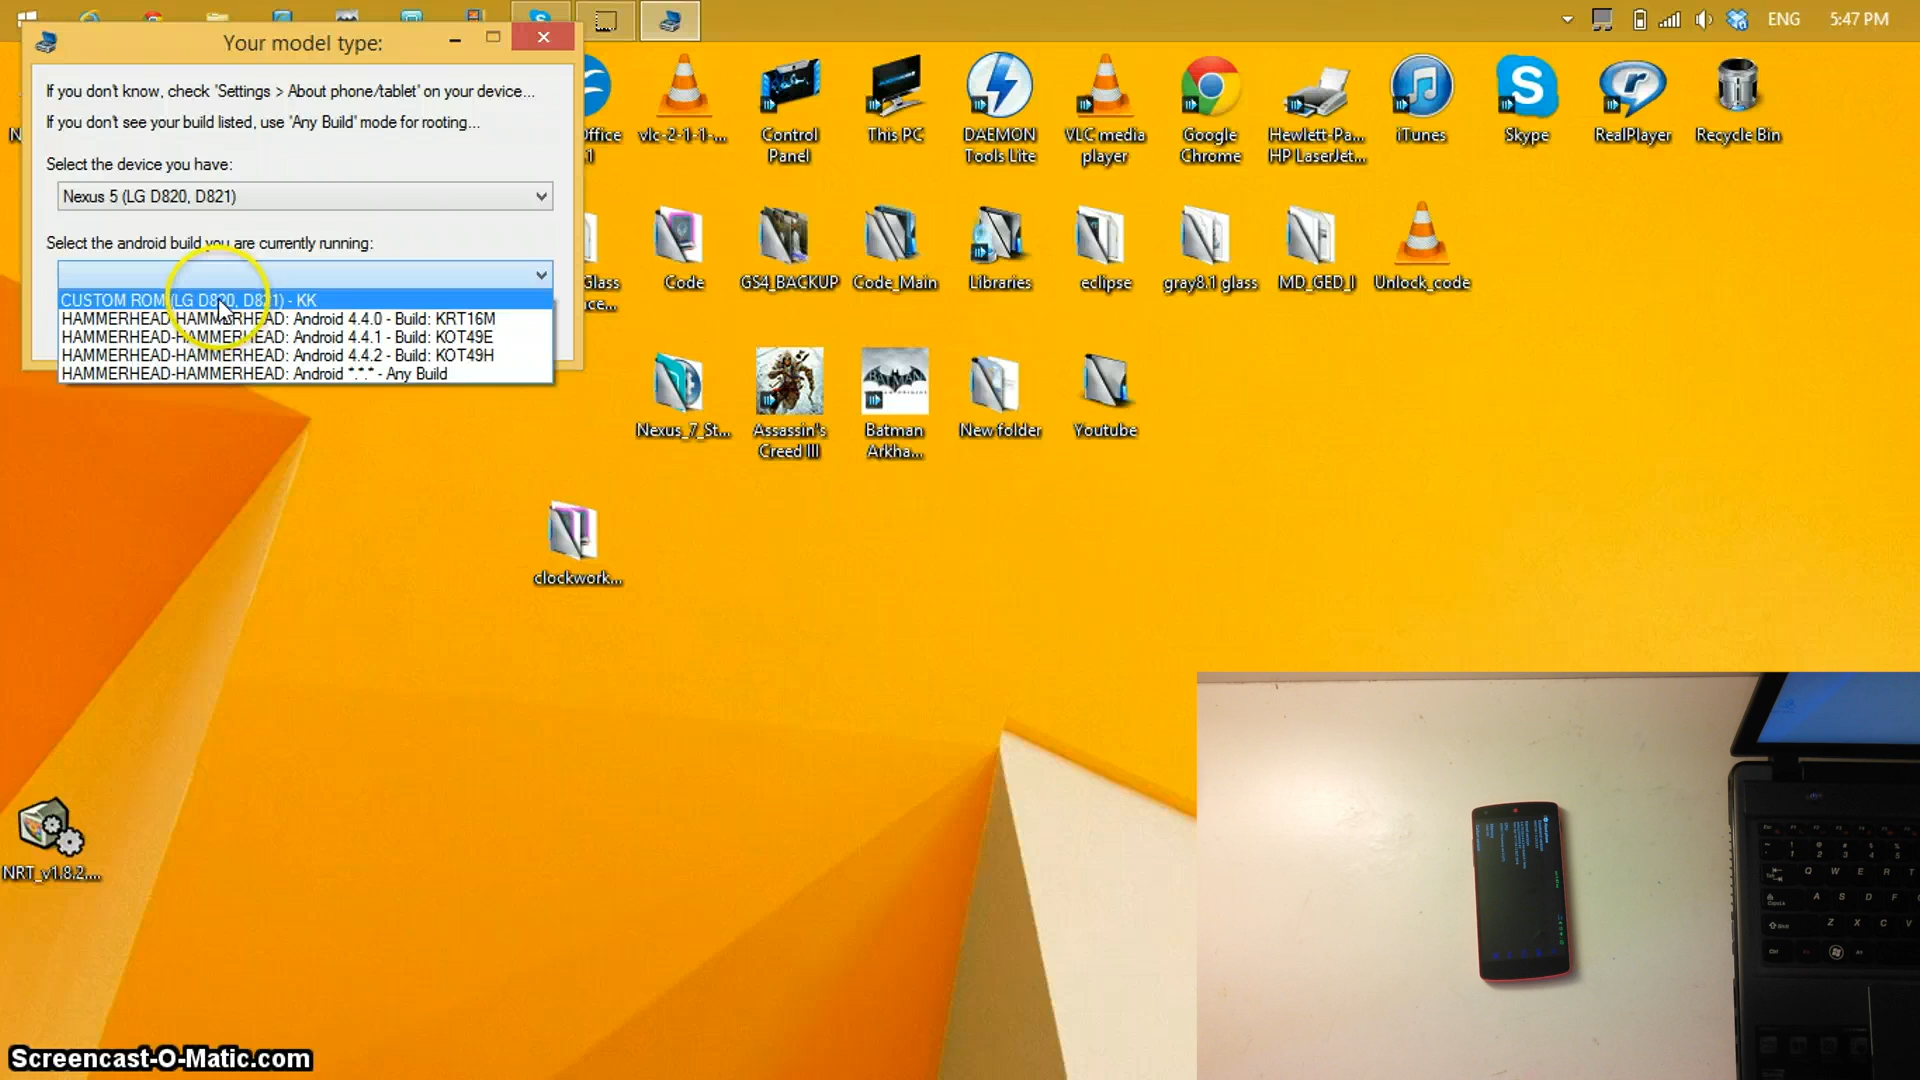 ENG
5:47 PM
Your model type:
If you don't know, check 'Settings > About phone/tablet' on your device...
If you don't see your build listed, use 'Any Build' mode for rooting...
Select the device you have:
Nexus 5 (LG D820, D821)
Select the android build you are currently running:
CUSTOM ROM (LG D820, D821) - KK
HAMMERHEAD-HAMMERHEAD: Android 4.4.0 - Build: KRT16M
HAMMERHEAD-HAMMERHEAD: Android 4.4.1 - Build: KOT49E
HAMMERHEAD-HAMMERHEAD: Android 4.4.2 - Build: KOT49H
HAMMERHEAD-HAMMERHEAD: Android *.*.* - Any Build
vlc-2-1-1-...
Control
Panel
This PC
DAEMON
Tools Lite
VLC media
player
Google
Chrome
Hewlett-Pa...
HP LaserJet...
iTunes
Skype
RealPlayer
Recycle Bin
Code
GS4_BACKUP
Code_Main
Libraries
eclipse
gray8.1 glass
MD_GED_I
Unlock_code
Nexus_7_St...
Assassin's
Creed III
Batman
Arkha...
New folder
Youtube
clockwork...
NRT_v1.8.2....
Screencast-O-Matic.com